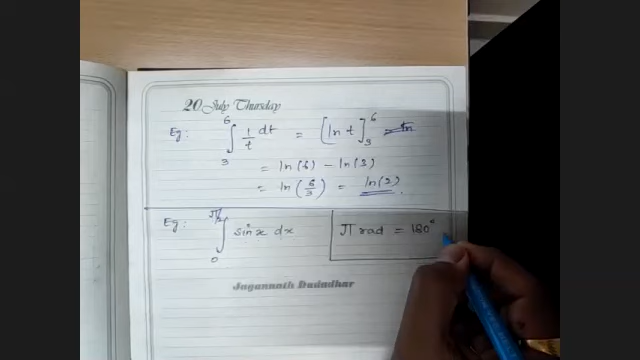 20 July Thursday
Eg: ∫₃⁶ 1/t dt = [ln t]₃⁶ = ln
= ln(6) - ln(3)
= ln(6/3) = ln(2).
Eg: ∫₀^(π/2) sin x dx
π rad = 180°
Jagannath Dadadhar